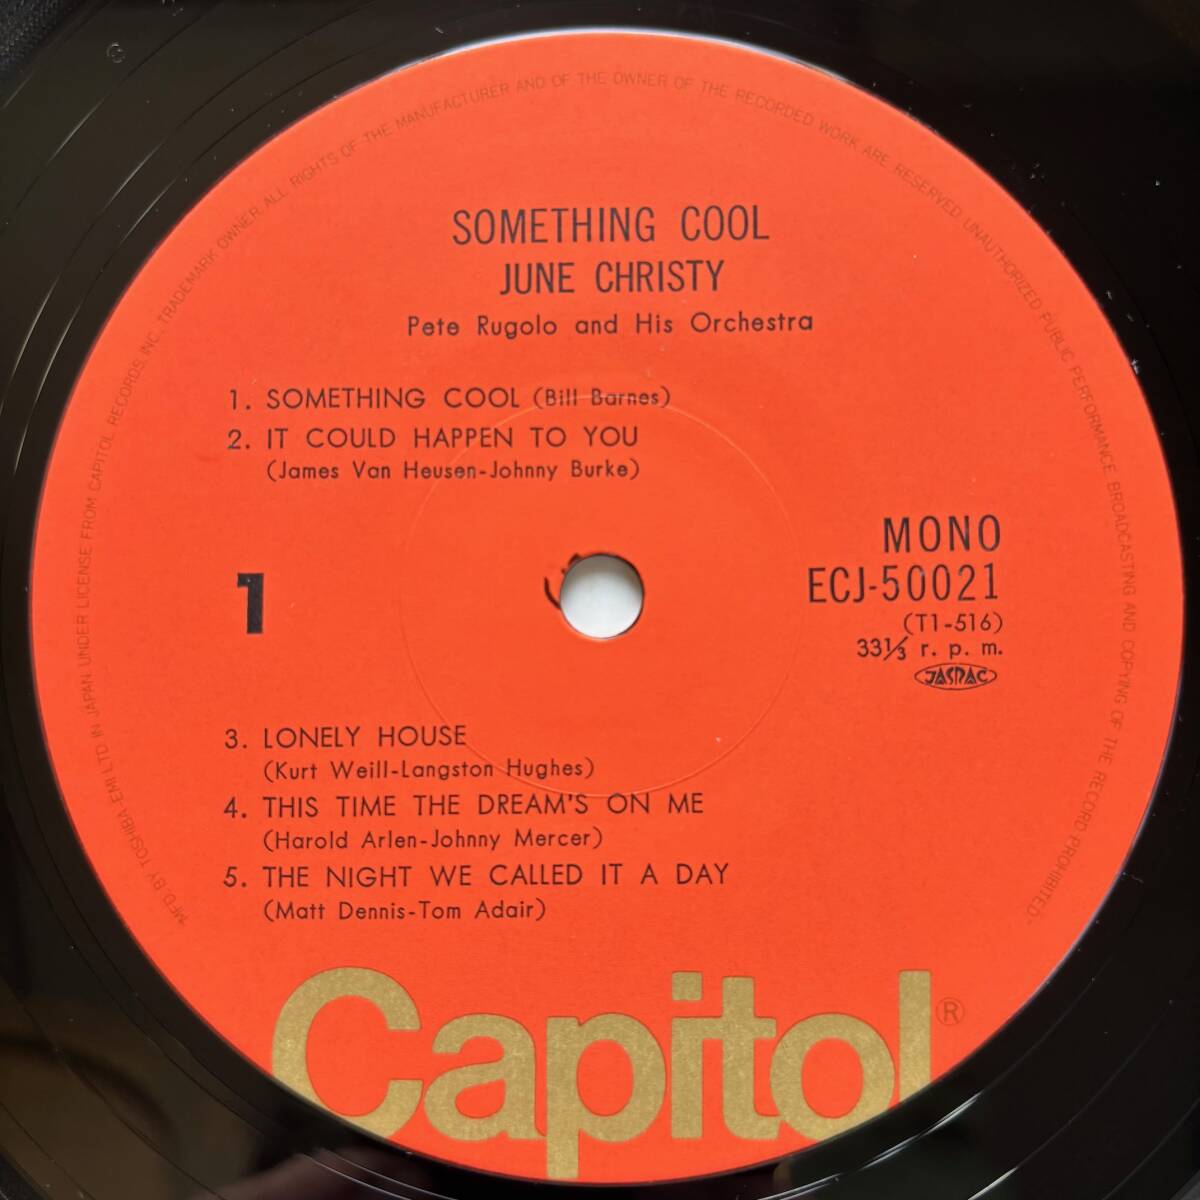 "MF'D. BY TOSHIBA EMI LTD IN JAPAN UNDER LICENSE FROM CAPITOL RECORDS, INC. TRADEMARK OWNER. ALL RIGHTS OF THE MANUFACTURER AND OF THE OWNER OF THE RECORDED WORK ARE RESERVED. UNAUTHORIZED PUBLIC PERFORMANCE BROADCASTING AND COPYING OF THE RECORD PROHIBITED."
SOMETHING COOL
JUNE CHRISTY
Pete Rugolo and His Orchestra
1. SOMETHING COOL (Bill Barnes)
2. IT COULD HAPPEN TO YOU
(James Van Heusen-Johnny Burke)
1
MONO
ECJ-50021
(T1-516)
33⅓ r. p. m.
JASRAC
3. LONELY HOUSE
(Kurt Weill-Langston Hughes)
4. THIS TIME THE DREAM'S ON ME
(Harold Arlen-Johnny Mercer)
5. THE NIGHT WE CALLED IT A DAY
(Matt Dennis-Tom Adair)
Capitol®